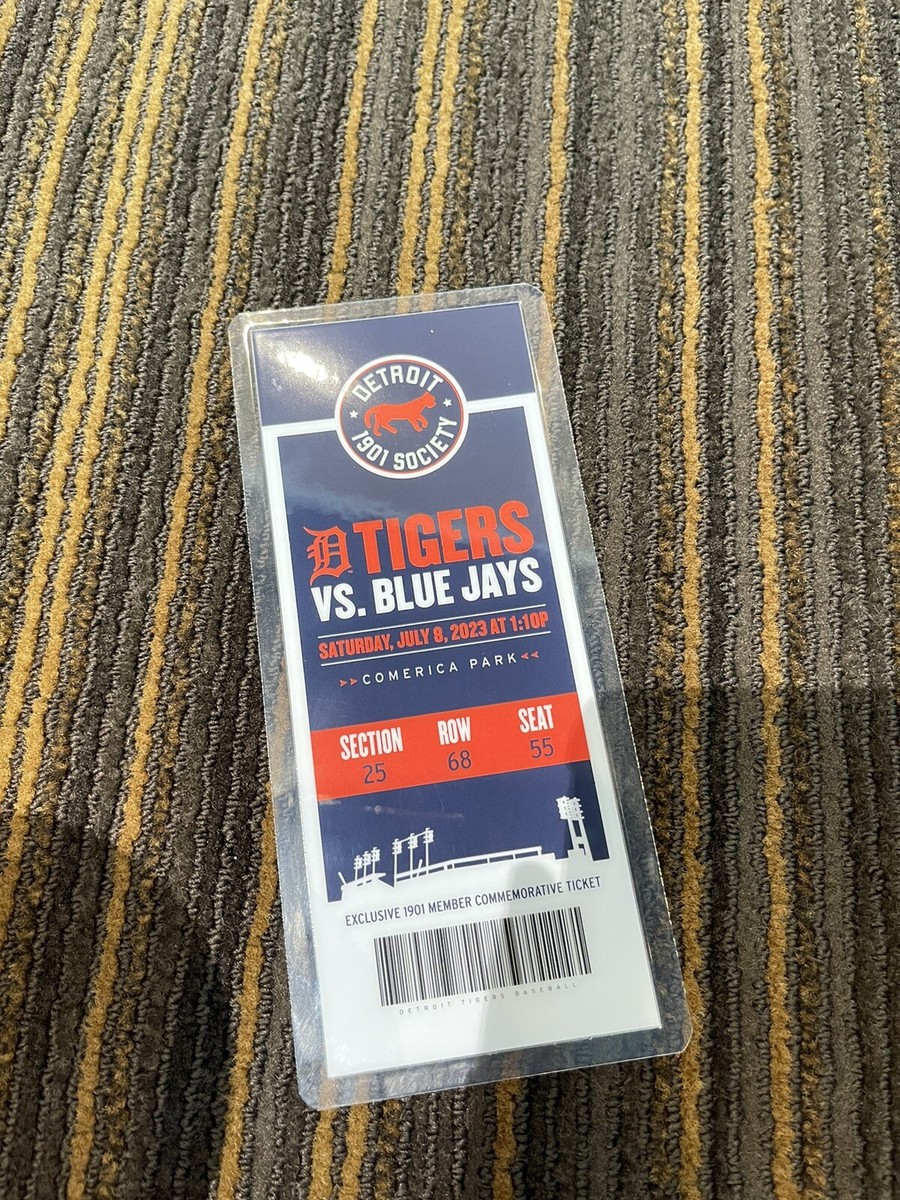 DETROIT
1901 SOCIETY
D TIGERS
VS. BLUE JAYS
SATURDAY, JULY 8, 2023 AT 1:10P
COMERICA PARK
SECTION ROW SEAT
25 68 55
EXCLUSIVE 1901 MEMBER COMMEMORATIVE TICKET
DETROIT TIGERS BASEBALL